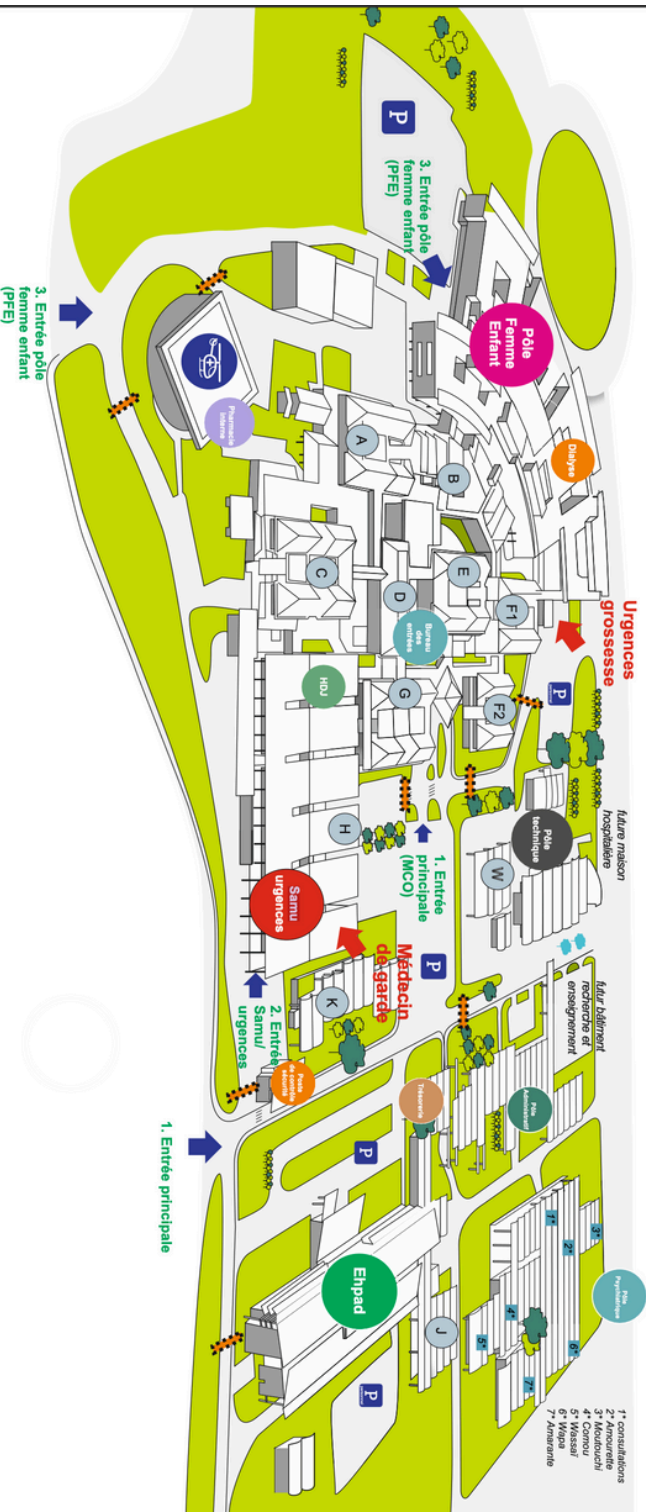 P
3. Entrée pôle
femme enfant
(PFE)
3. Entrée pôle
femme enfant
(PFE)
Pôle
Femme
Enfant
Pharmacie
interne
Dialyse
A
B
C
D
E
F1
Bureau
des
entrées
Urgences
grossesse
HDJ
G
F2
P
future maison
hospitalière
Pôle
technique
W
H
1. Entrée
principale
(MCO)
Samu
urgences
Médecin
de garde
P
K
2. Entrée
Samu/
urgences
futur bâtiment
recherche et
enseignement
Poste
de contrôle
sécurité
Trésorerie
Pôle
Administratif
1. Entrée principale
P
Ehpad
J
P
Pôle
Psychiatrique
1*
2*
3*
4*
5*
6*
7*
1* consultations
2* Amourette
3* Moutouchi
4* Comou
5* Wassaï
6* Wapa
7* Amarante